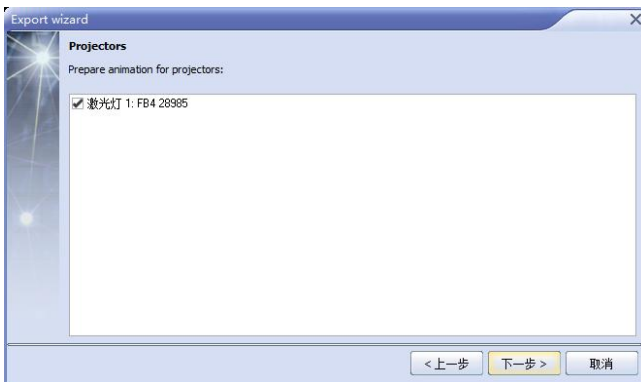 Export wizard
Projectors
Prepare animation for projectors:
激光灯 1: FB4 28985
<上一步
下一步 >
取消